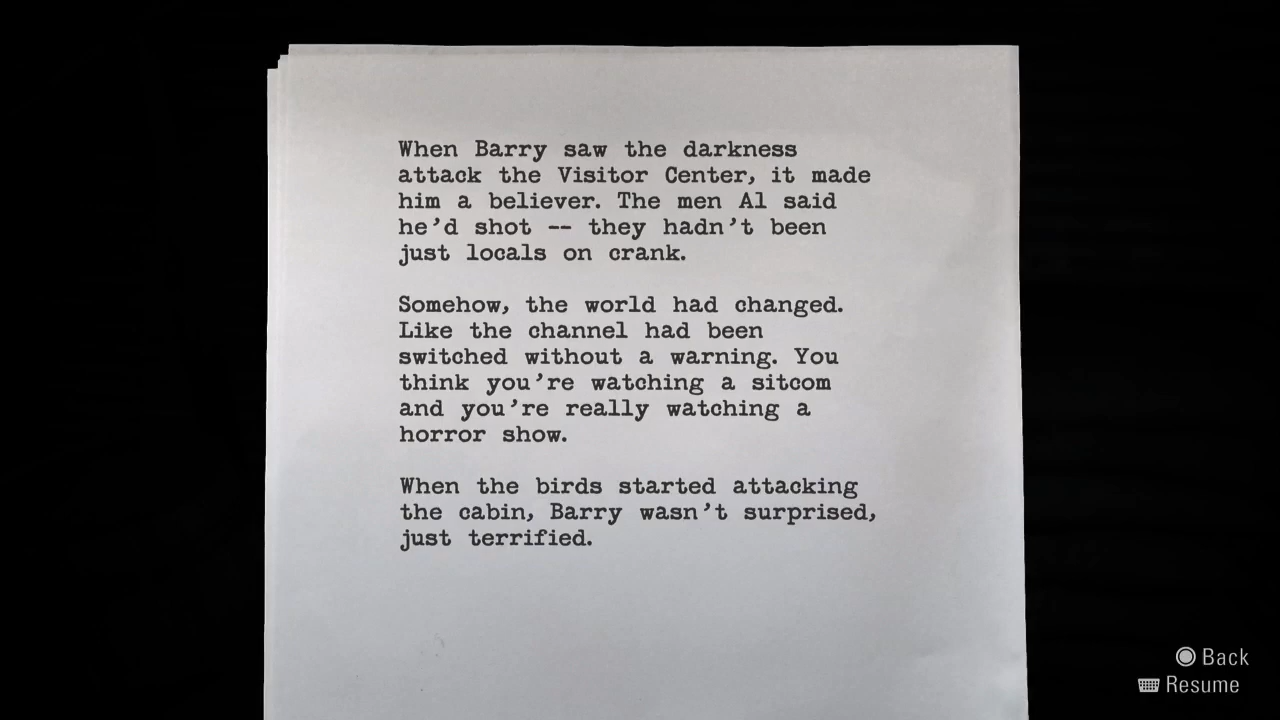 When Barry saw the darkness
attack the Visitor Center, it made
him a believer. The men Al said
he’d shot -- they hadn’t been
just locals on crank.
Somehow, the world had changed.
Like the channel had been
switched without a warning. You
think you’re watching a sitcom
and you’re really watching a
horror show.
When the birds started attacking
the cabin, Barry wasn’t surprised,
just terrified.
Back
Resume